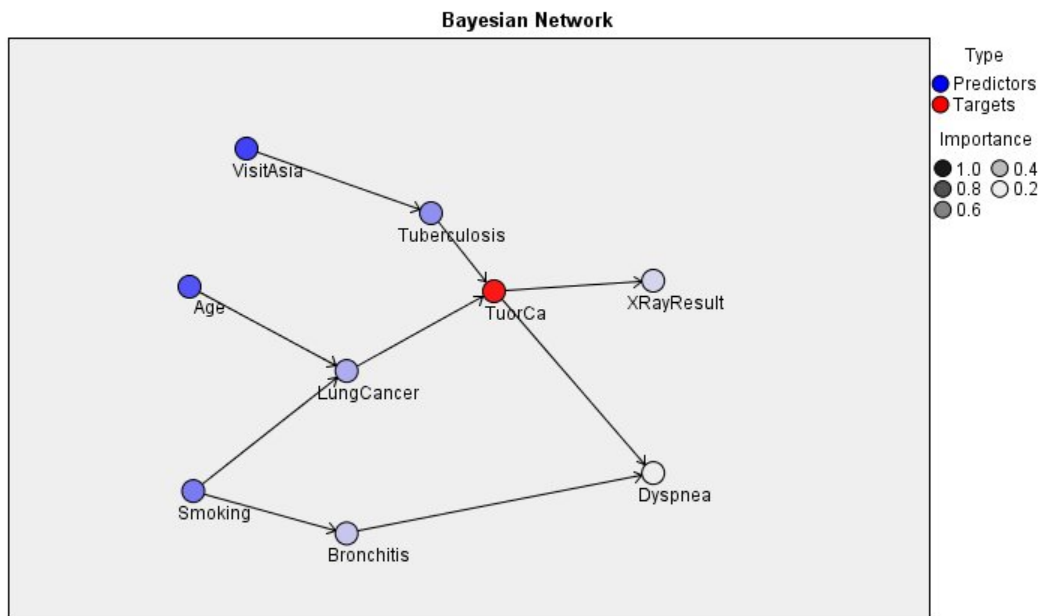 Bayesian Network
Type
Predictors
Targets
Importance
1.0 0.4
0.8 0.2
0.6
VisitAsia
Tuberculosis
Age
TuorCa
XRayResult
LungCancer
Smoking
Dyspnea
Bronchitis